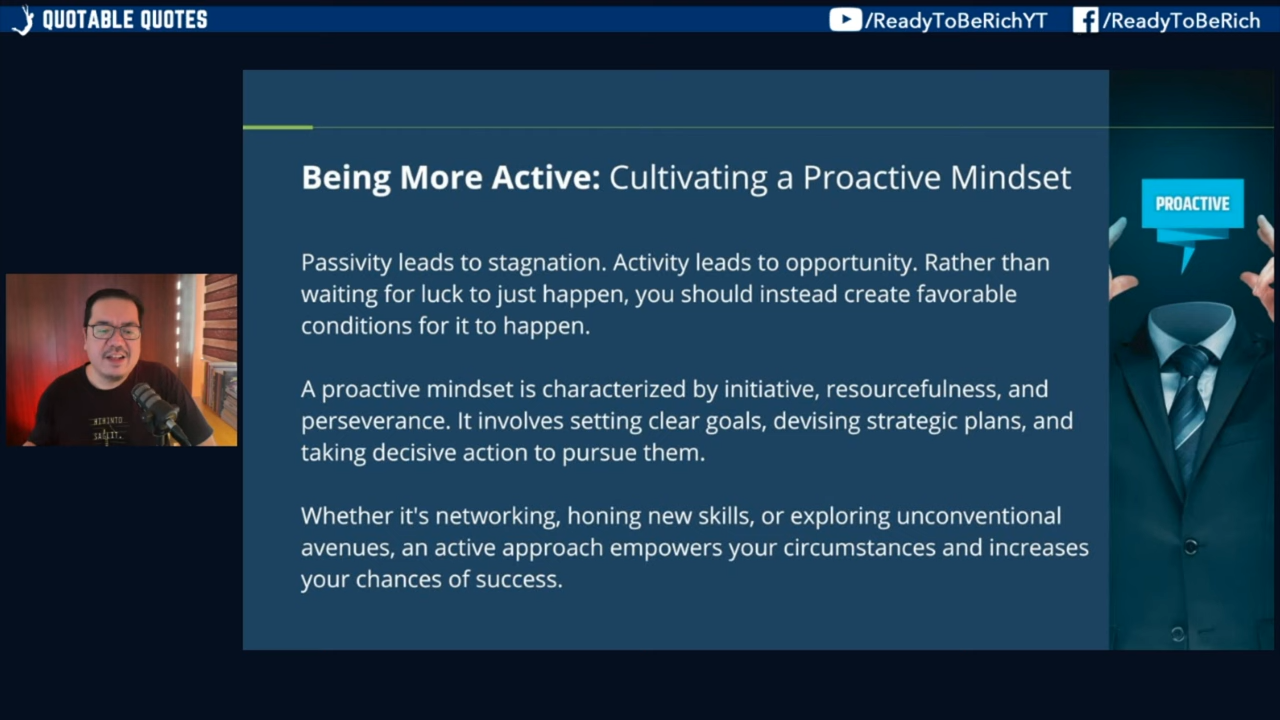 QUOTABLE QUOTES
/ReadyToBeRichYT
/ReadyToBeRich
Being More Active: Cultivating a Proactive Mindset
Passivity leads to stagnation. Activity leads to opportunity. Rather than
waiting for luck to just happen, you should instead create favorable
conditions for it to happen.
A proactive mindset is characterized by initiative, resourcefulness, and
perseverance. It involves setting clear goals, devising strategic plans, and
taking decisive action to pursue them.
Whether it's networking, honing new skills, or exploring unconventional
avenues, an active approach empowers your circumstances and increases
your chances of success.
PROACTIVE